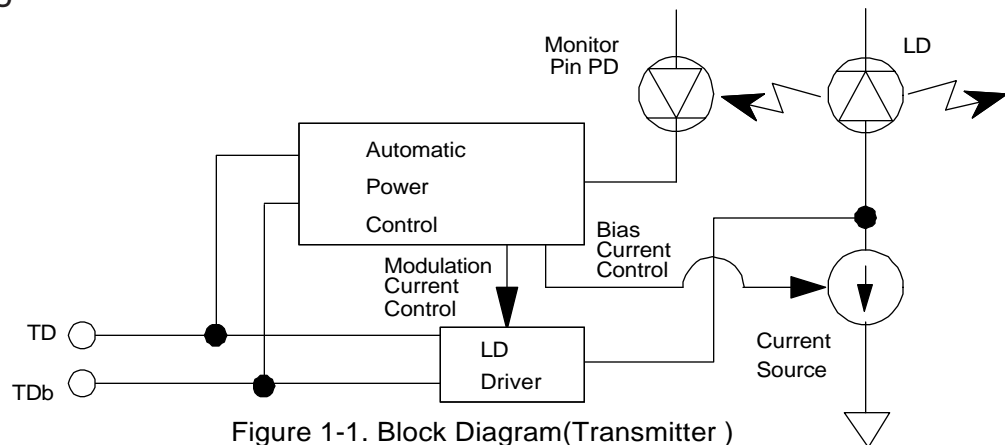 Monitor
Pin PD
LD
Automatic
Power
Control
Bias
Current
Control
Modulation
Current
Control
TD
LD
Driver
TDb
Current
Source
Figure 1-1. Block Diagram(Transmitter )